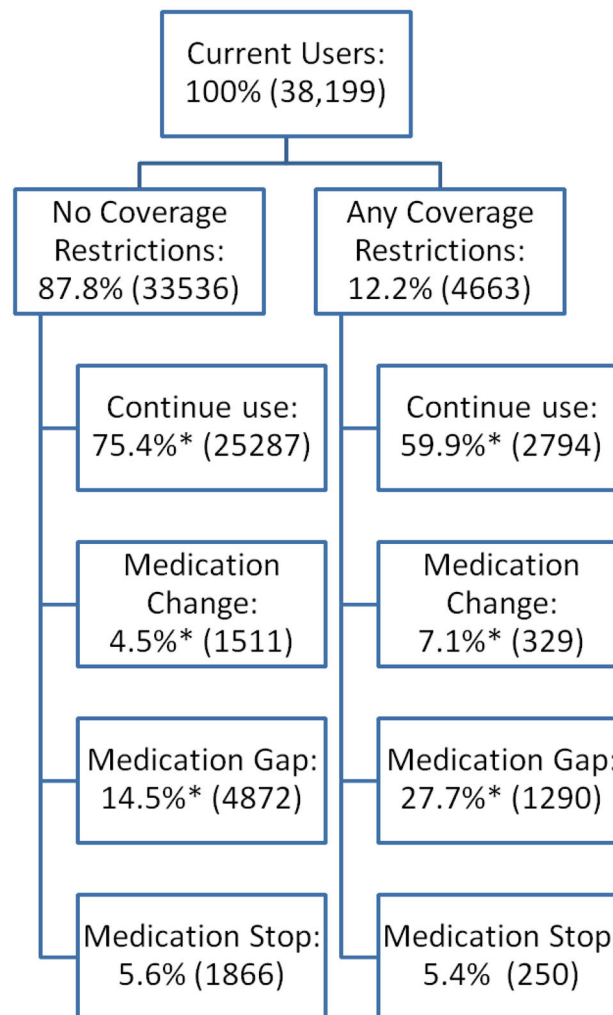 Current Users:
100% (38,199)
No Coverage
Restrictions:
87.8% (33536)
Any Coverage
Restrictions:
12.2% (4663)
Continue use:
75.4%* (25287)
Continue use:
59.9%* (2794)
Medication
Change:
4.5%* (1511)
Medication
Change:
7.1%* (329)
Medication Gap:
14.5%* (4872)
Medication Gap:
27.7%* (1290)
Medication Stop:
5.6% (1866)
Medication Stop
5.4% (250)